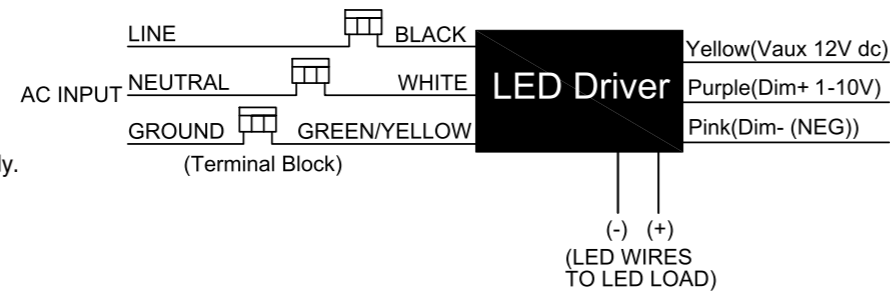 LINE
BLACK
AC INPUT
NEUTRAL
WHITE
GROUND
GREEN/YELLOW
(Terminal Block)
LED Driver
Yellow(Vaux 12V dc)
Purple(Dim+ 1-10V)
Pink(Dim- (NEG))
(-) (+)
(LED WIRES
TO LED LOAD)